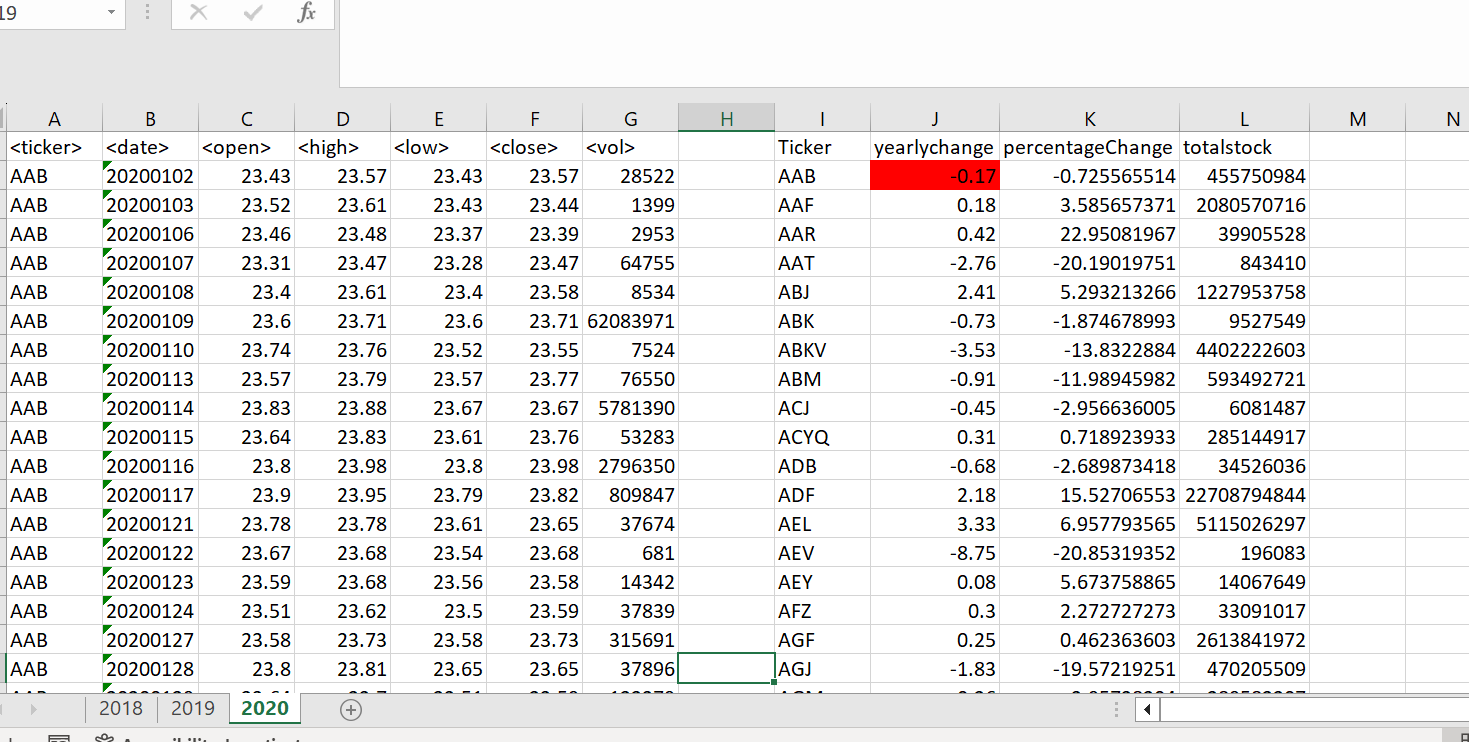 19 fx
A B C D E F G H I J K L M N
<ticker> <date> <open> <high> <low> <close> <vol> Ticker yearlychange percentageChange totalstock
AAB 20200102 23.43 23.57 23.43 23.57 28522 AAB -0.17 -0.725565514 455750984
AAB 20200103 23.52 23.61 23.43 23.44 1399 AAF 0.18 3.585657371 2080570716
AAB 20200106 23.46 23.48 23.37 23.39 2953 AAR 0.42 22.95081967 39905528
AAB 20200107 23.31 23.47 23.28 23.47 64755 AAT -2.76 -20.19019751 843410
AAB 20200108 23.4 23.61 23.4 23.58 8534 ABJ 2.41 5.293213266 1227953758
AAB 20200109 23.6 23.71 23.6 23.71 62083971 ABK -0.73 -1.874678993 9527549
AAB 20200110 23.74 23.76 23.52 23.55 7524 ABKV -3.53 -13.8322884 4402222603
AAB 20200113 23.57 23.79 23.57 23.77 76550 ABM -0.91 -11.98945982 593492721
AAB 20200114 23.83 23.88 23.67 23.67 5781390 ACJ -0.45 -2.956636005 6081487
AAB 20200115 23.64 23.83 23.61 23.76 53283 ACYQ 0.31 0.718923933 285144917
AAB 20200116 23.8 23.98 23.8 23.98 2796350 ADB -0.68 -2.689873418 34526036
AAB 20200117 23.9 23.95 23.79 23.82 809847 ADF 2.18 15.52706553 22708794844
AAB 20200121 23.78 23.78 23.61 23.65 37674 AEL 3.33 6.957793565 5115026297
AAB 20200122 23.67 23.68 23.54 23.68 681 AEV -8.75 -20.85319352 196083
AAB 20200123 23.59 23.68 23.56 23.58 14342 AEY 0.08 5.673758865 14067649
AAB 20200124 23.51 23.62 23.5 23.59 37839 AFZ 0.3 2.272727273 33091017
AAB 20200127 23.58 23.73 23.58 23.73 315691 AGF 0.25 0.462363603 2613841972
AAB 20200128 23.8 23.81 23.65 23.65 37896 AGJ -1.83 -19.57219251 470205509
2018 2019 2020